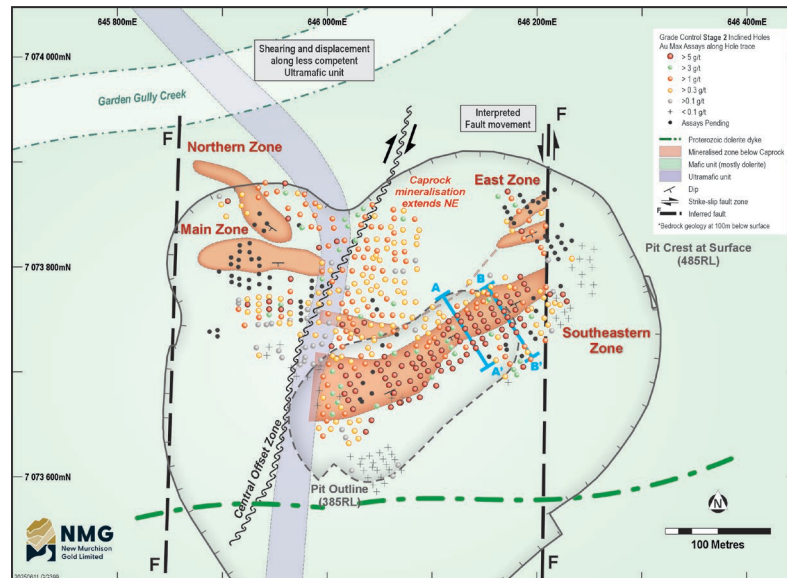 645 800mE
646 000mE
646 200mE
646 400mE
7 074 000mN
7 073 800mN
7 073 600mN
Shearing and displacement
along less competent
Ultramafic unit
Garden Gully Creek
Interpreted
Fault movement
F
F
Northern Zone
Caprock
mineralisation
extends NE
East Zone
Main Zone
A
B
A'
B'
Southeastern
Zone
Pit Crest at Surface
(485RL)
Central Offset Zone
Pit Outline
(385RL)
F
F
Grade Control Stage 2 Inclined Holes
Au Max Assays along Hole trace
> 5 g/t
> 3 g/t
> 1 g/t
> 0.3 g/t
>0.1 g/t
< 0.1 g/t
Assays Pending
Proterozoic dolerite dyke
Mineralised zone below Caprock
Mafic unit (mostly dolerite)
Ultramafic unit
Dip
Strike-slip fault zone
F
Inferred fault
*Bedrock geology at 100m below surface
N
100 Metres
NMG
New Murchison
Gold Limited